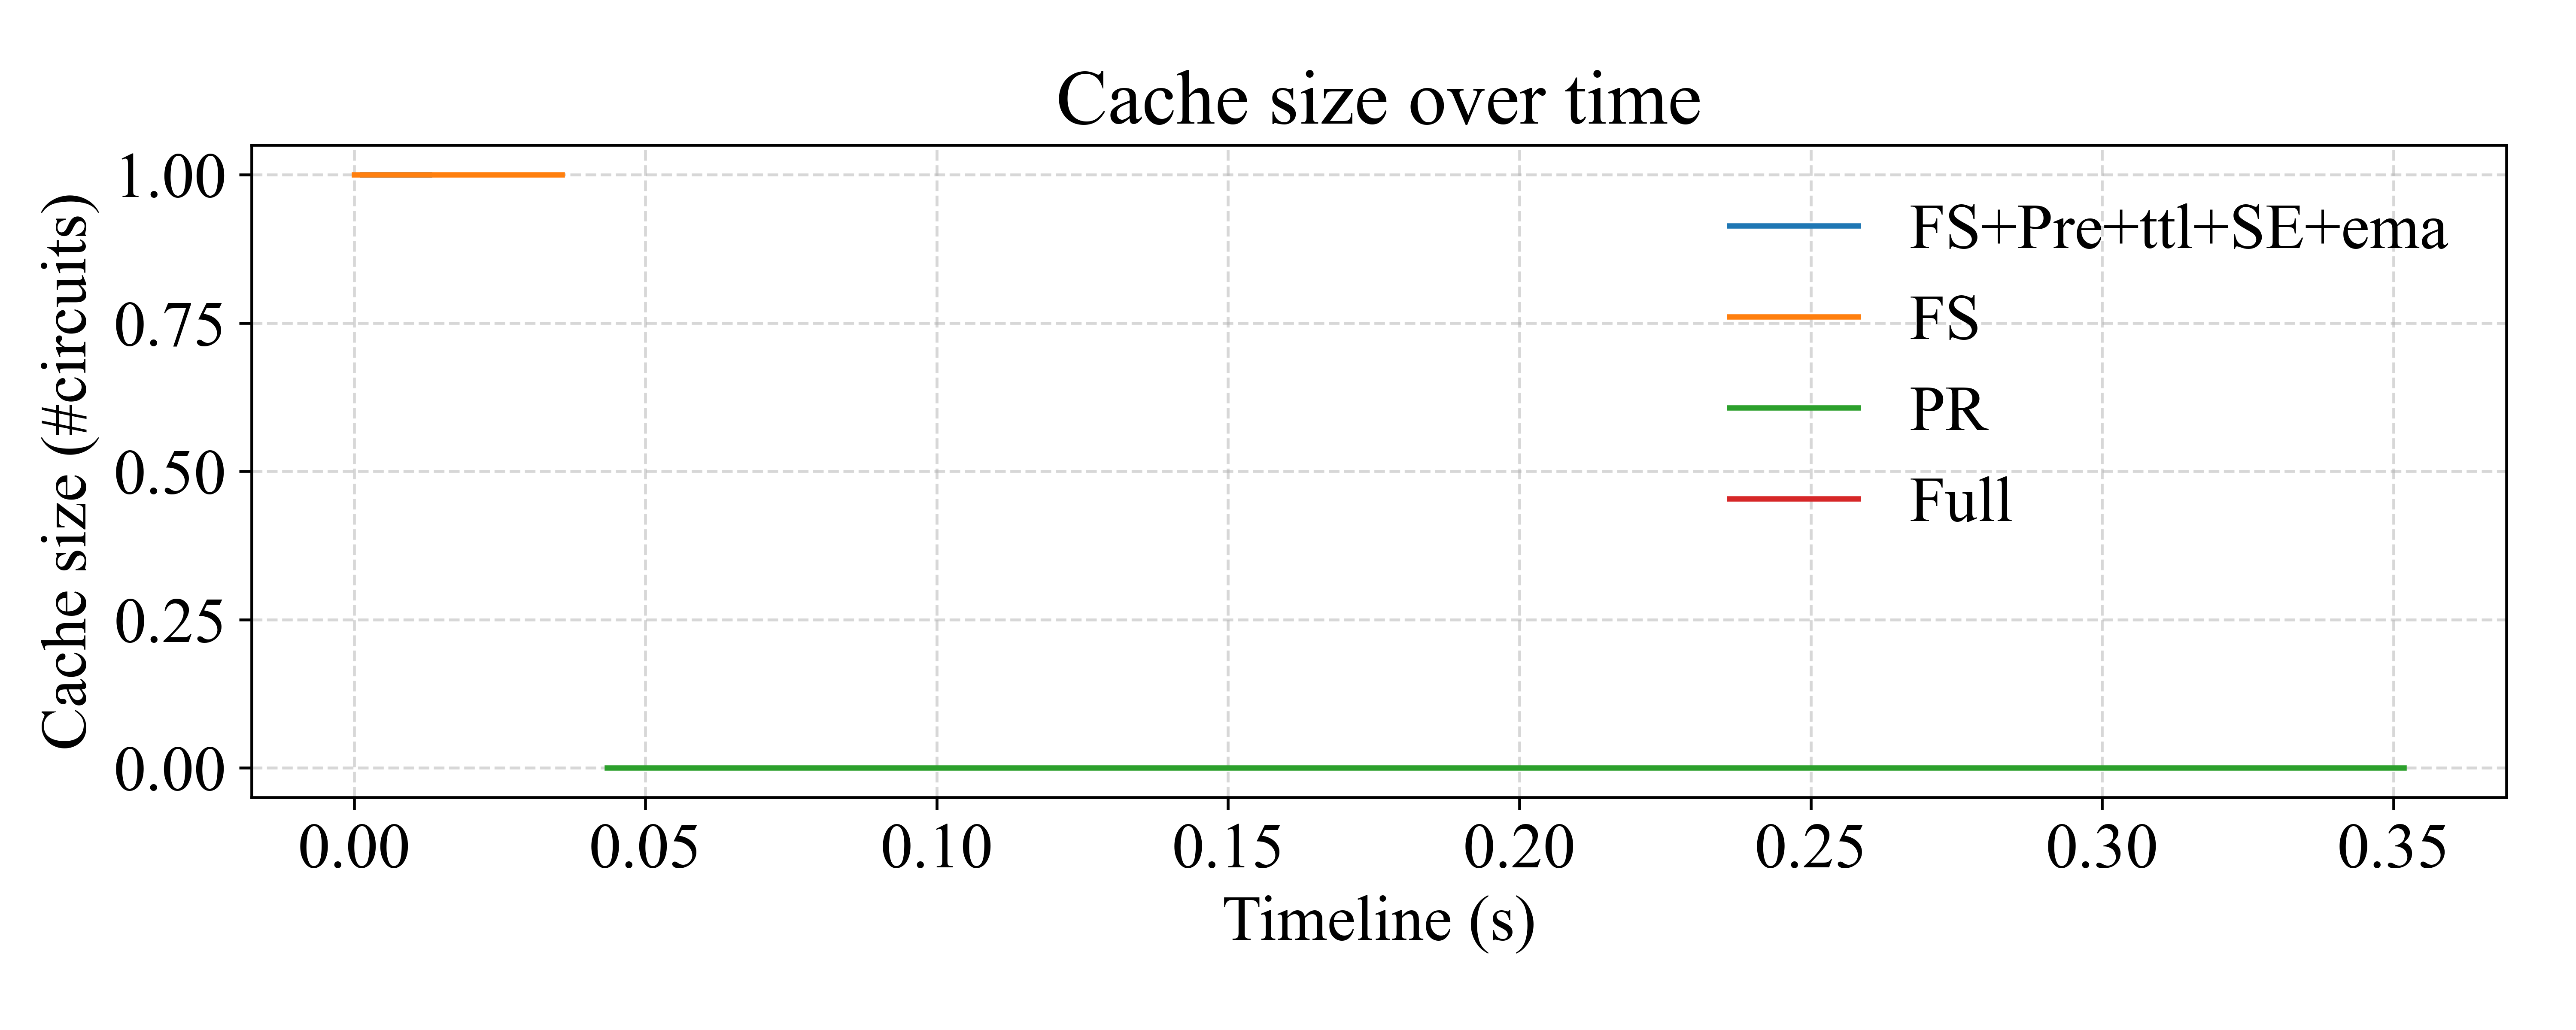 Cache size over time
Cache size (#circuits)
1.00
0.75
0.50
0.25
0.00
FS+Pre+ttl+SE+ema
FS
PR
Full
0.00 0.05 0.10 0.15 0.20 0.25 0.30 0.35
Timeline (s)